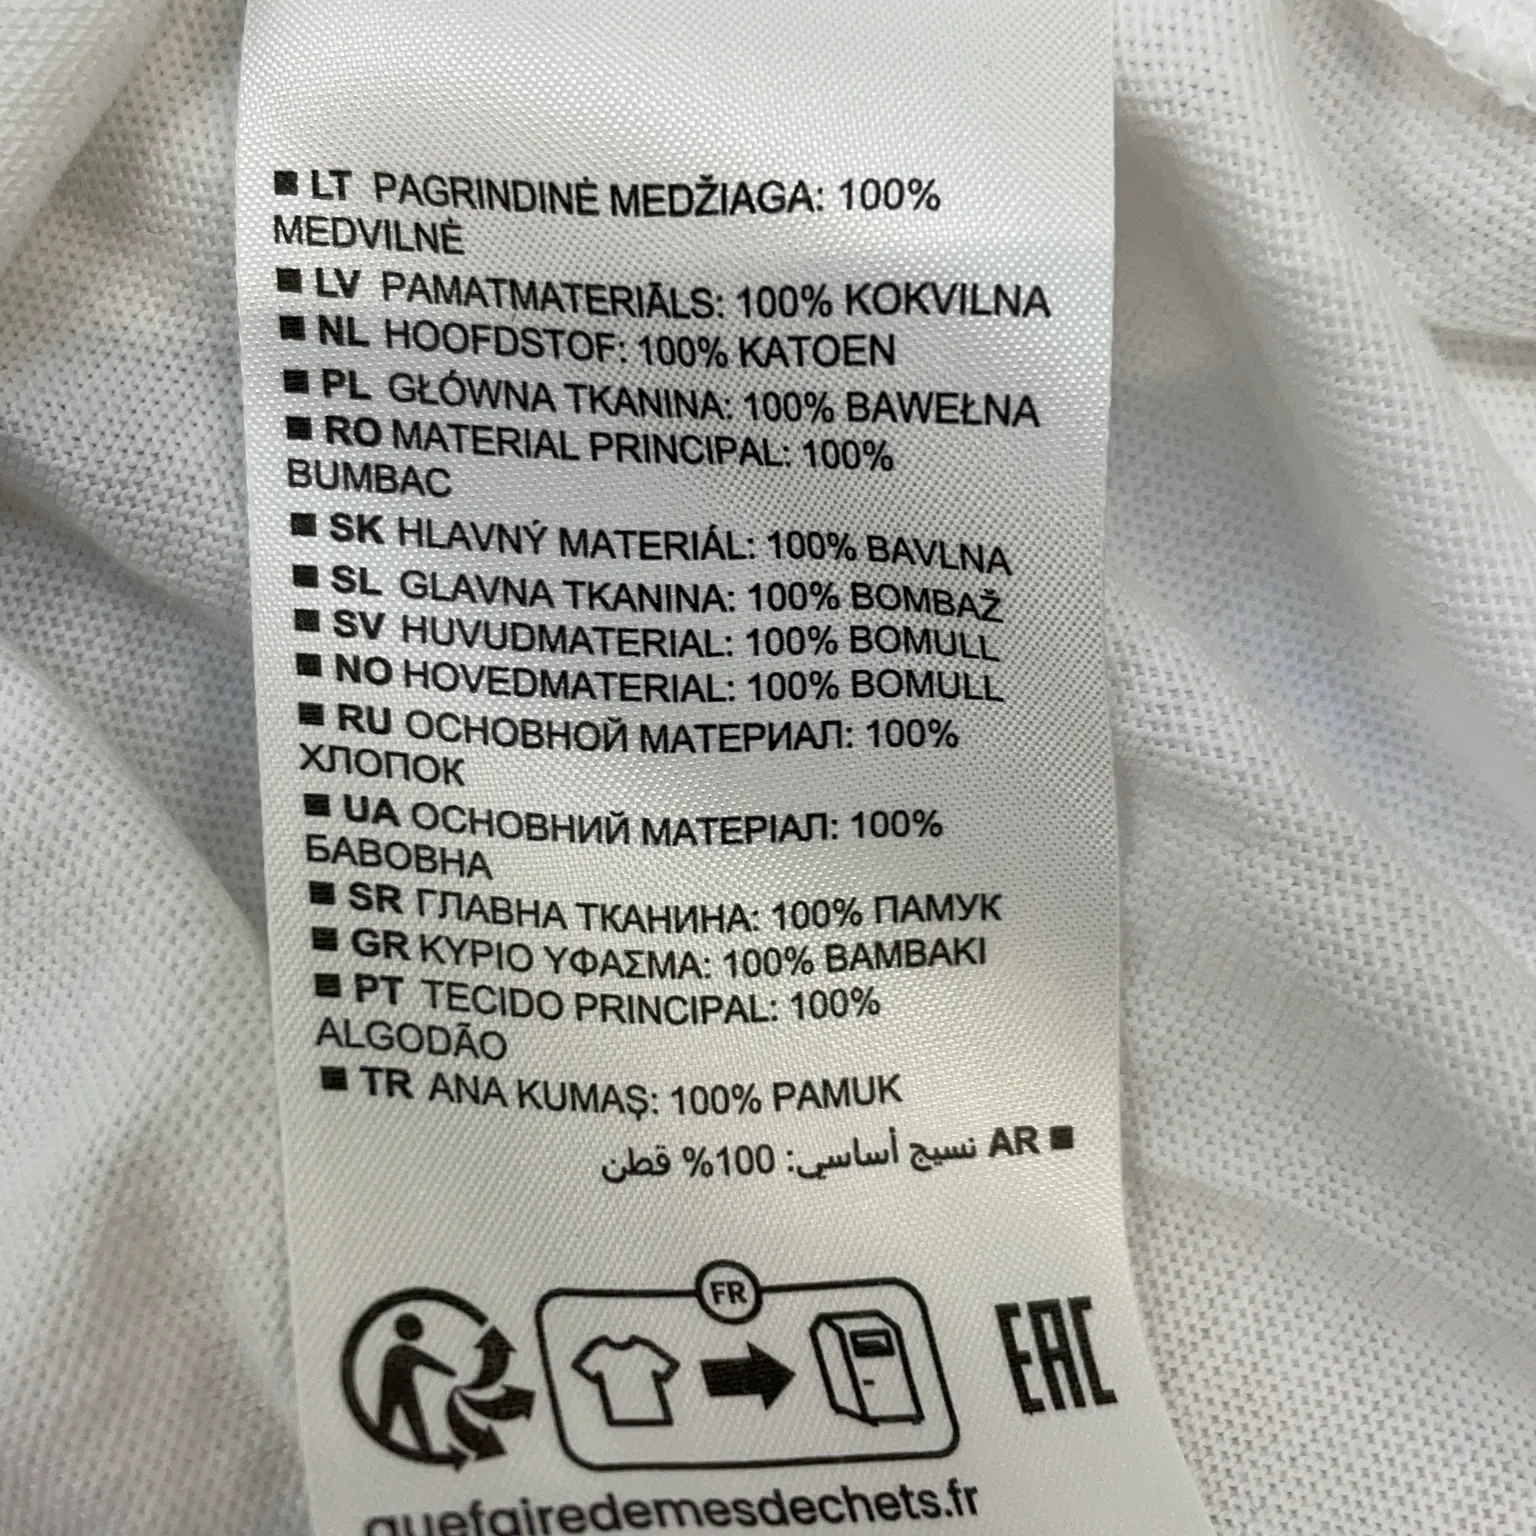 ■ LT PAGRINDINĖ MEDŽIAGA: 100%
MEDVILNĖ
■ LV PAMATMATERIĀLS: 100% KOKVILNA
■ NL HOOFDSTOF: 100% KATOEN
■ PL GŁÓWNA TKANINA: 100% BAWEŁNA
■ RO MATERIAL PRINCIPAL: 100%
BUMBAC
■ SK HLAVNÝ MATERIÁL: 100% BAVLNA
■ SL GLAVNA TKANINA: 100% BOMBAŽ
■ SV HUVUDMATERIAL: 100% BOMULL
■ NO HOVEDMATERIAL: 100% BOMULL
■ RU ОСНОВНОЙ МАТЕРИАЛ: 100%
ХЛОПОК
■ UA ОСНОВНИЙ МАТЕРІАЛ: 100%
БАВОВНА
■ SR ГЛАВНА ТКАНИНА: 100% ПАМУК
■ GR ΚΥΡΙΟ ΥΦΑΣΜΑ: 100% ΒΑΜΒΑΚΙ
■ PT TECIDO PRINCIPAL: 100%
ALGODÃO
■ TR ANA KUMAŞ: 100% PAMUK
■ AR نسيج أساسي: 100% قطن
FR
EAC
quefairedemesdechets.fr